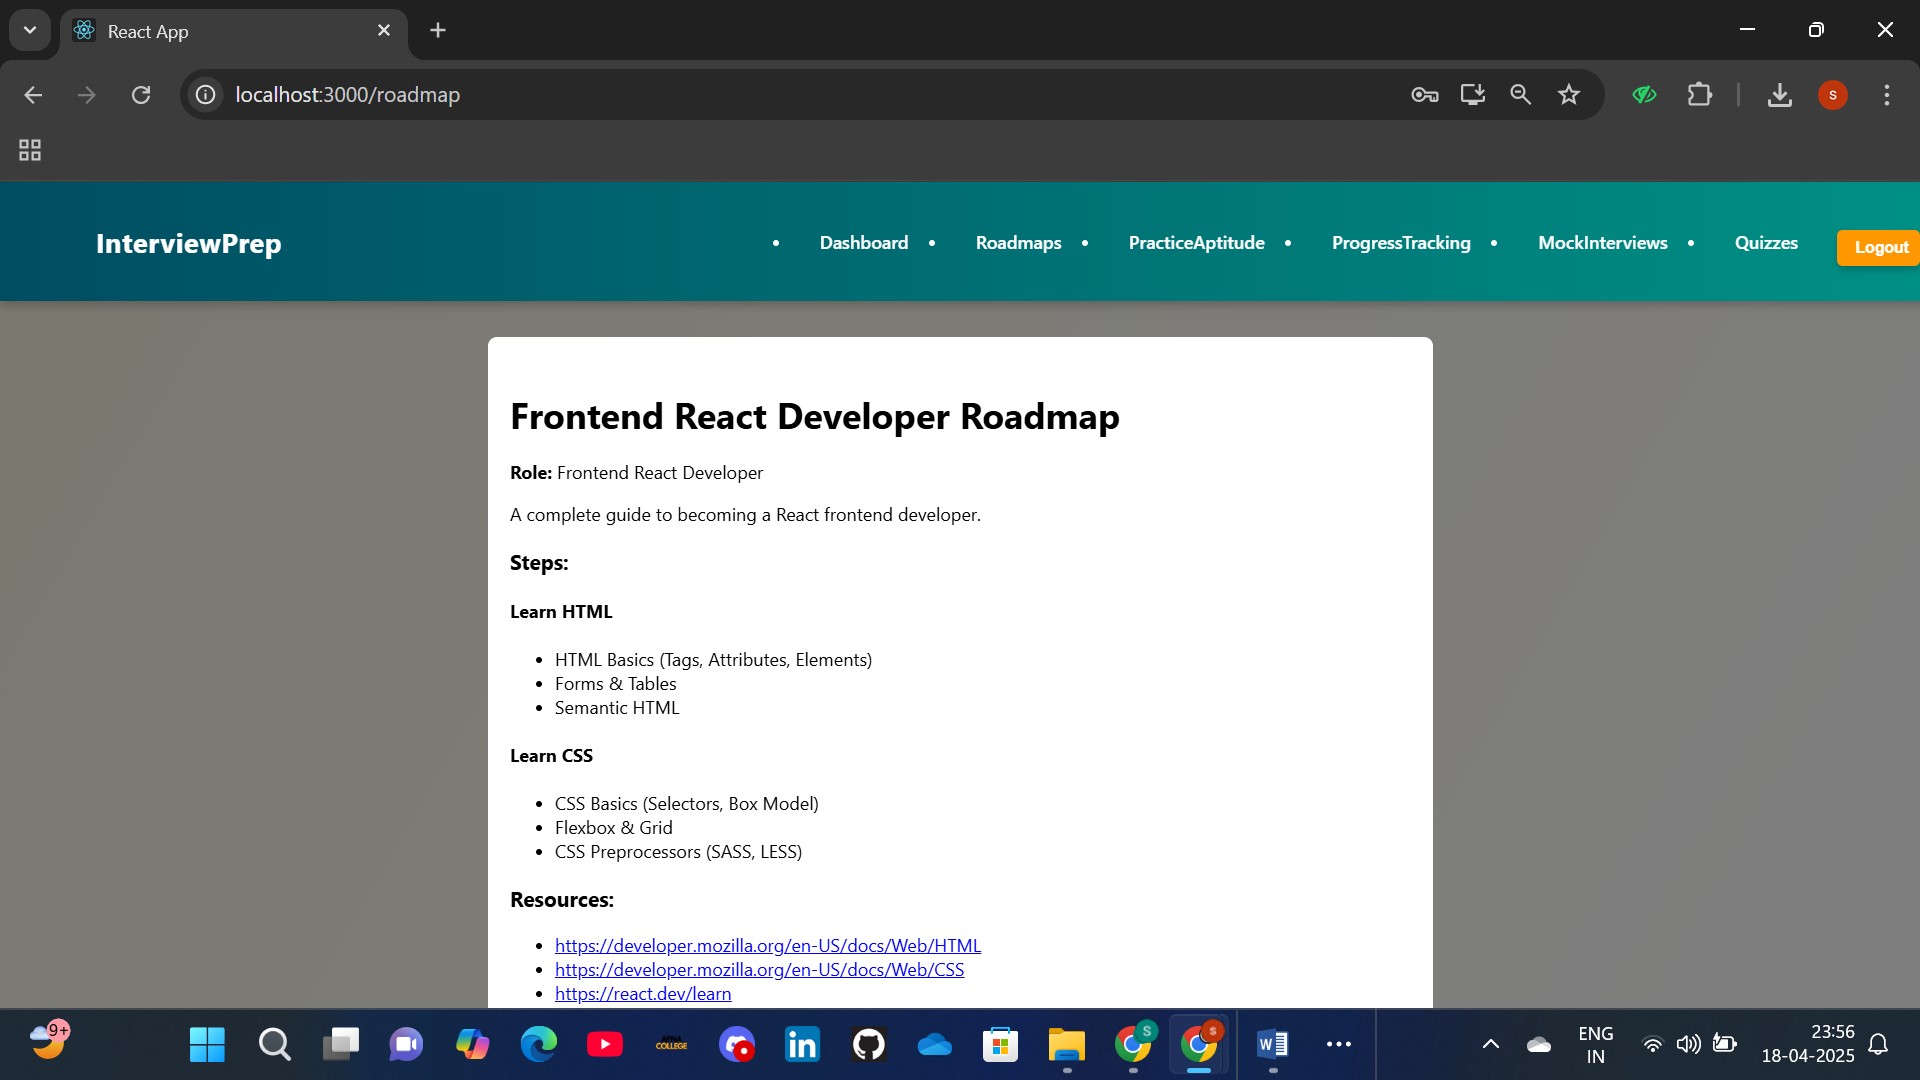 React App
localhost:3000/roadmap
S
InterviewPrep
• Dashboard • Roadmaps • PracticeAptitude • ProgressTracking • MockInterviews • Quizzes Logout
Frontend React Developer Roadmap
Role: Frontend React Developer
A complete guide to becoming a React frontend developer.
Steps:
Learn HTML
• HTML Basics (Tags, Attributes, Elements)
• Forms & Tables
• Semantic HTML
Learn CSS
• CSS Basics (Selectors, Box Model)
• Flexbox & Grid
• CSS Preprocessors (SASS, LESS)
Resources:
• https://developer.mozilla.org/en-US/docs/Web/HTML
• https://developer.mozilla.org/en-US/docs/Web/CSS
• https://react.dev/learn
9+
APNA
COLLEGE
in
S
S
W
ENG
IN
23:56
18-04-2025